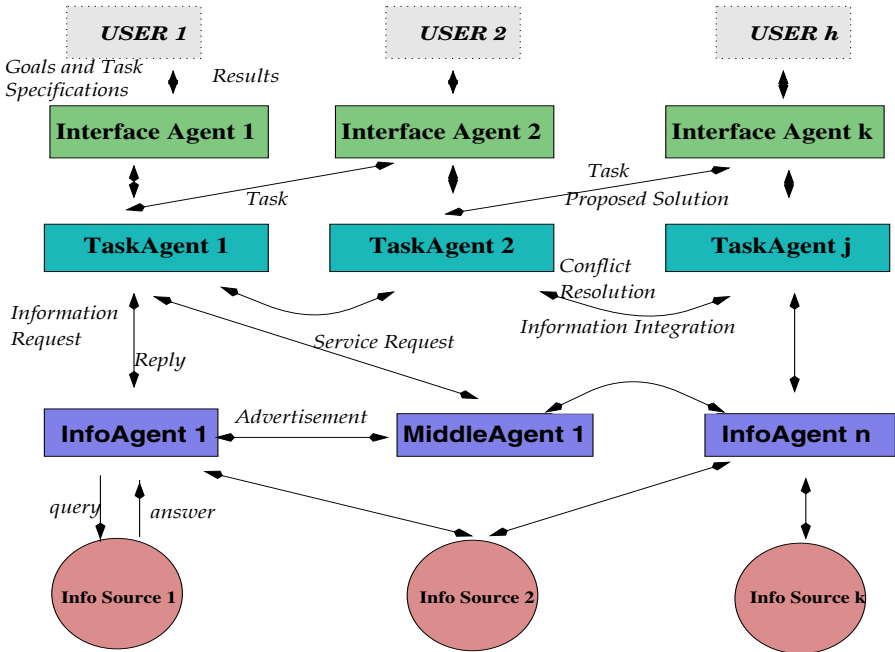 USER 1
USER 2
USER h
Goals and Task
Specifications
Results
Interface Agent 1
Interface Agent 2
Interface Agent k
Task
Task
Proposed Solution
TaskAgent 1
TaskAgent 2
TaskAgent j
Conflict
Resolution
Information
Request
Information Integration
Service Request
Reply
Advertisement
InfoAgent 1
MiddleAgent 1
InfoAgent n
query
answer
Info Source 1
Info Source 2
Info Source k